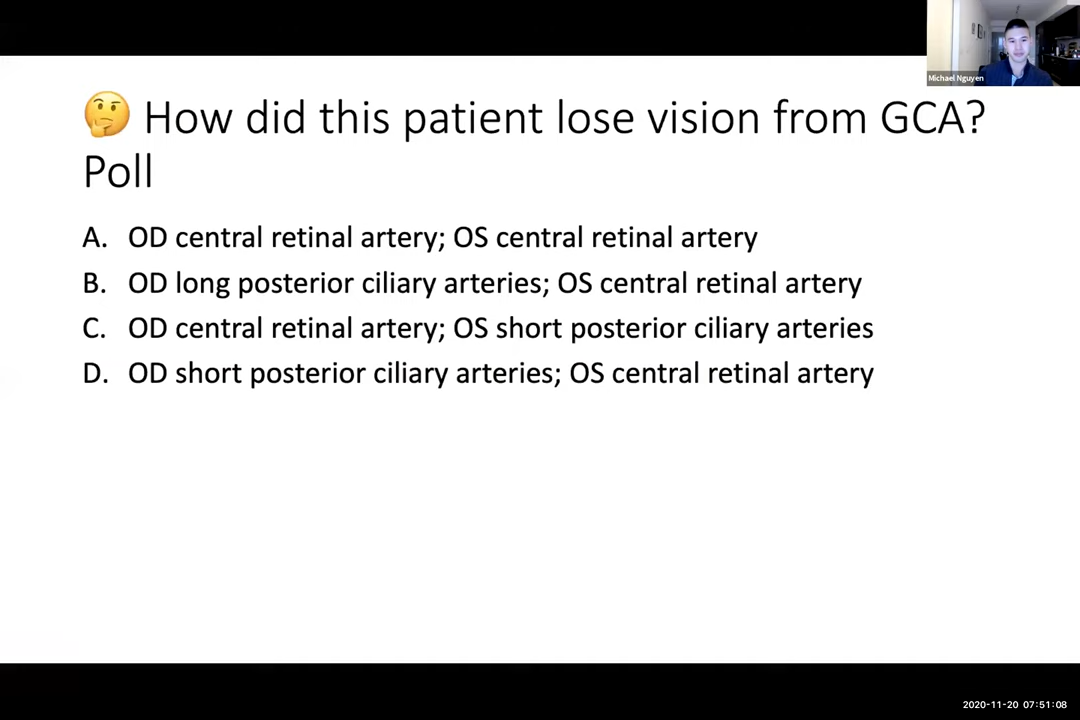 🤔 How did this patient lose vision from GCA?
Poll
A. OD central retinal artery; OS central retinal artery
B. OD long posterior ciliary arteries; OS central retinal artery
C. OD central retinal artery; OS short posterior ciliary arteries
D. OD short posterior ciliary arteries; OS central retinal artery
Michael Nguyen
2020-11-20 07:51:08